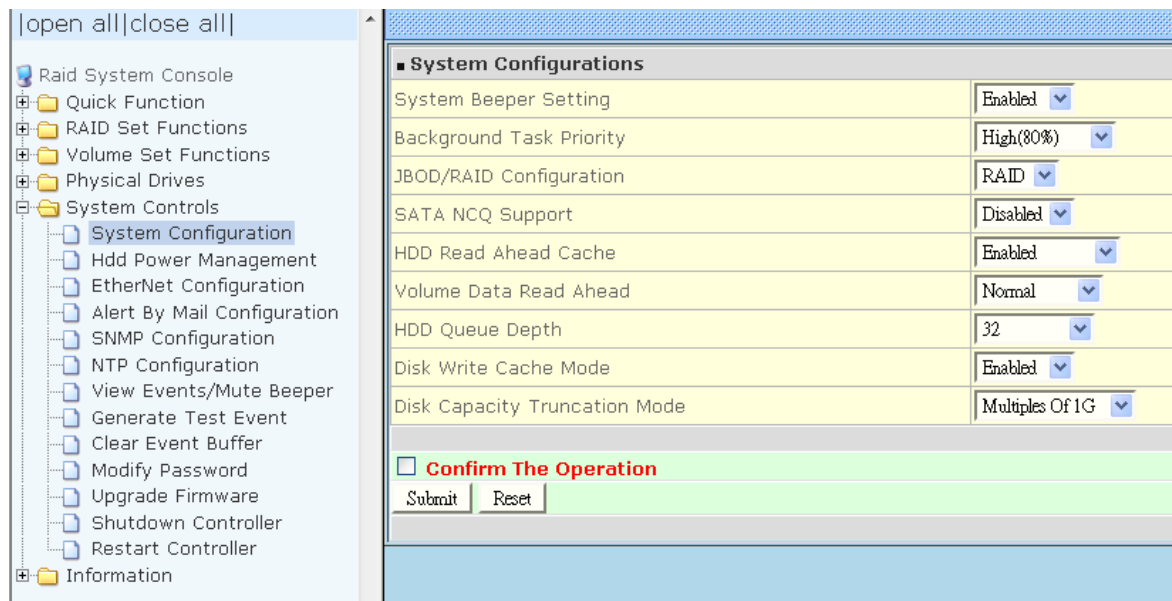 |open all|close all|
Raid System Console
Quick Function
RAID Set Functions
Volume Set Functions
Physical Drives
System Controls
System Configuration
Hdd Power Management
EtherNet Configuration
Alert By Mail Configuration
SNMP Configuration
NTP Configuration
View Events/Mute Beeper
Generate Test Event
Clear Event Buffer
Modify Password
Upgrade Firmware
Shutdown Controller
Restart Controller
Information
System Configurations
System Beeper Setting Enabled
Background Task Priority High(80%)
JBOD/RAID Configuration RAID
SATA NCQ Support Disabled
HDD Read Ahead Cache Enabled
Volume Data Read Ahead Normal
HDD Queue Depth 32
Disk Write Cache Mode Enabled
Disk Capacity Truncation Mode Multiples Of 1G
Confirm The Operation
Submit Reset